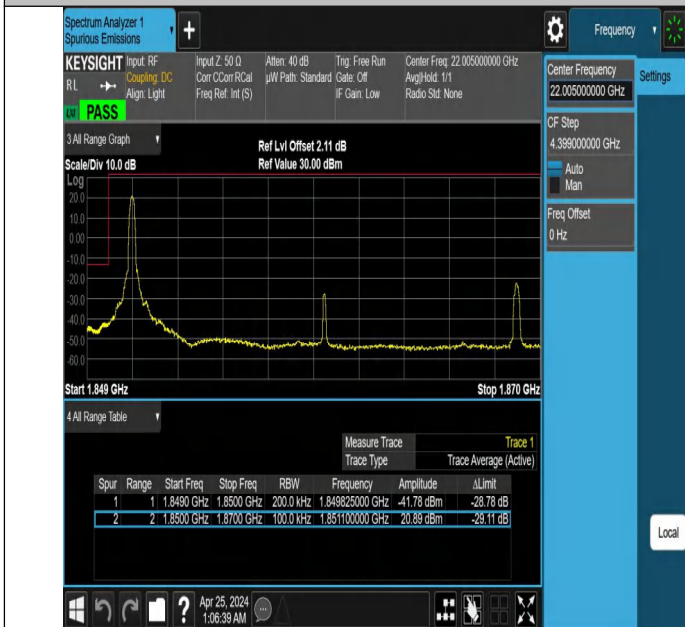 Spectrum Analyzer 1
Spurious Emissions
+
Frequency
KEYSIGHT Input: RF Input Z: 50 Ω Atten: 40 dB Trig: Free Run Center Freq: 22.005000000 GHz
RL Coupling: DC Corr CCorr RCal µW Path: Standard Gate: Off Avg|Hold: 1/1
Align: Light Freq Ref: Int (S) IF Gain: Low Radio Std: None
LXI PASS
3 All Range Graph
Ref Lvl Offset 2.11 dB
Scale/Div 10.0 dB Ref Value 30.00 dBm
Log
20.0
10.0
0.00
-10.0
-20.0
-30.0
-40.0
-50.0
-60.0
Start 1.849 GHz Stop 1.870 GHz
4 All Range Table
Measure Trace Trace 1
Trace Type Trace Average (Active)
Spur Range Start Freq Stop Freq RBW Frequency Amplitude ΔLimit
1 1 1.8490 GHz 1.8500 GHz 200.0 kHz 1.849825000 GHz -41.78 dBm -28.78 dB
2 2 1.8500 GHz 1.8700 GHz 100.0 kHz 1.851100000 GHz 20.89 dBm -29.11 dB
Center Frequency
22.005000000 GHz
Settings
CF Step
4.399000000 GHz
Auto
Man
Freq Offset
0 Hz
Local
?
Apr 25, 2024
1:06:39 AM